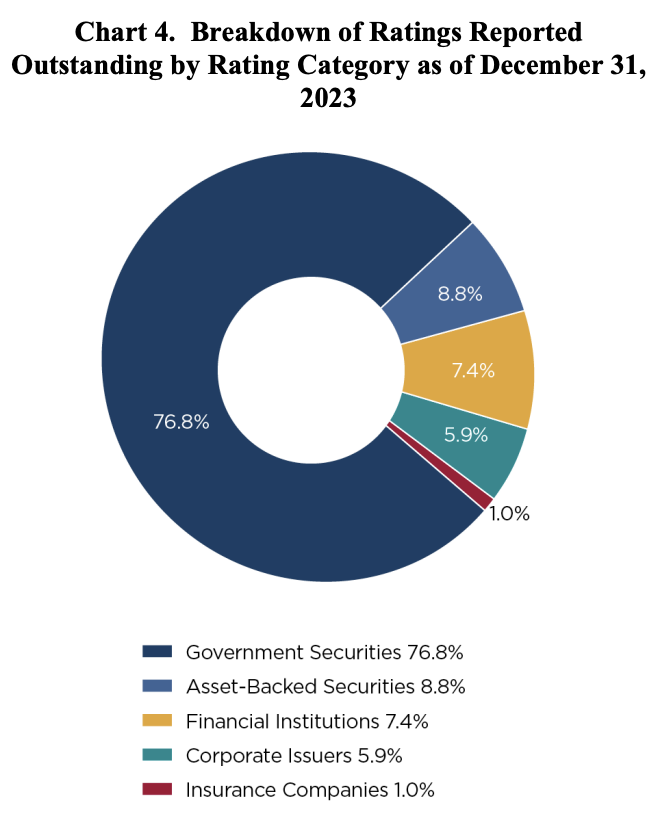 Chart 4.  Breakdown of Ratings Reported
Outstanding by Rating Category as of December 31,
2023
8.8%
7.4%
76.8%
5.9%
1.0%
Government Securities 76.8%
Asset-Backed Securities 8.8%
Financial Institutions 7.4%
Corporate Issuers 5.9%
Insurance Companies 1.0%